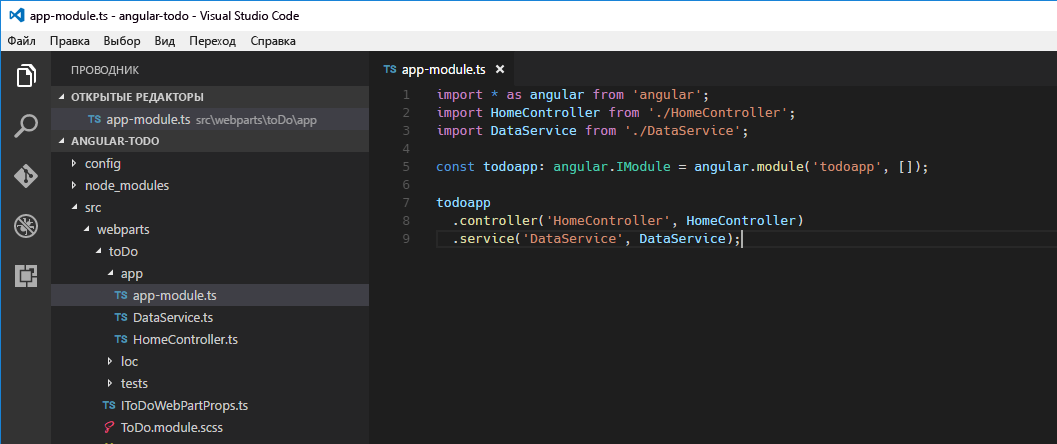 app-module.ts - angular-todo - Visual Studio Code
Файл Правка Выбор Вид Переход Справка
ПРОВОДНИК
ОТКРЫТЫЕ РЕДАКТОРЫ
TS app-module.ts src\webparts\toDo\app
ANGULAR-TODO
config
node_modules
src
webparts
toDo
app
TS app-module.ts
TS DataService.ts
TS HomeController.ts
loc
tests
TS IToDoWebPartProps.ts
ToDo.module.scss
TS app-module.ts ×
1 import * as angular from 'angular';
2 import HomeController from './HomeController';
3 import DataService from './DataService';
4
5 const todoapp: angular.IModule = angular.module('todoapp', []);
6
7 todoapp
8   .controller('HomeController', HomeController)
9   .service('DataService', DataService);